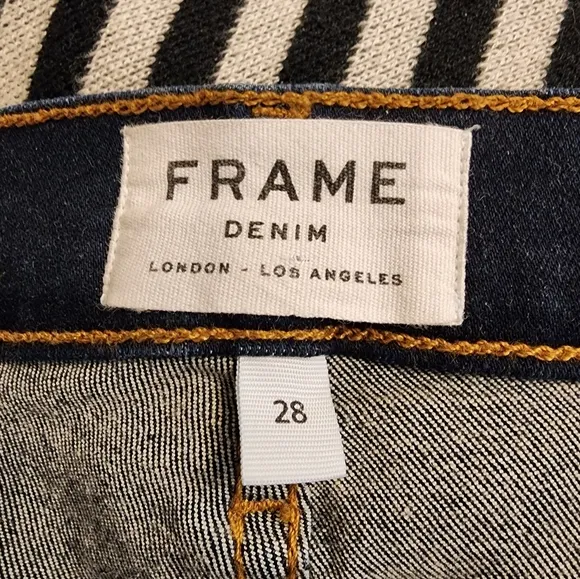 FRAME
DENIM
LONDON - LOS ANGELES
28